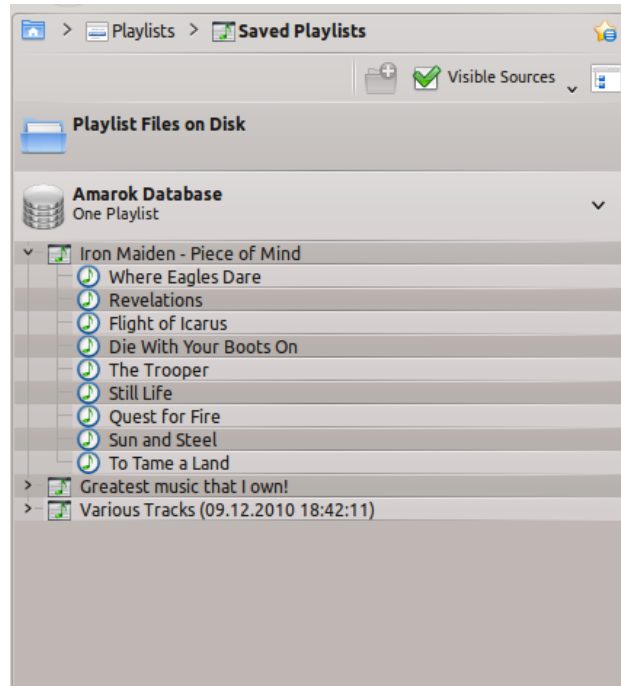 > Playlists > Saved Playlists
Visible Sources
Playlist Files on Disk
Amarok Database
One Playlist
Iron Maiden - Piece of Mind
Where Eagles Dare
Revelations
Flight of Icarus
Die With Your Boots On
The Trooper
Still Life
Quest for Fire
Sun and Steel
To Tame a Land
Greatest music that I own!
Various Tracks (09.12.2010 18:42:11)